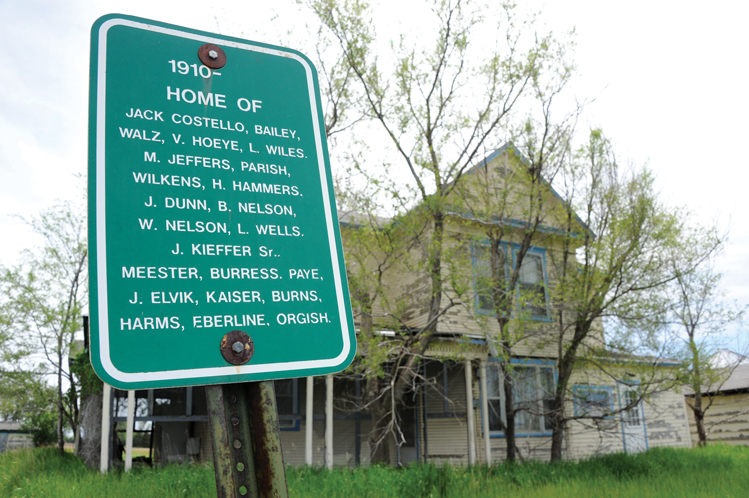 1910-
HOME OF
JACK COSTELLO, BAILEY,
WALZ, V. HOEYE, L. WILES.
M. JEFFERS, PARISH,
WILKENS, H. HAMMERS.
J. DUNN, B. NELSON,
W. NELSON, L. WELLS.
J. KIEFFER Sr..
MEESTER, BURRESS. PAYE,
J. ELVIK, KAISER, BURNS,
HARMS, EBERLINE. ORGISH.